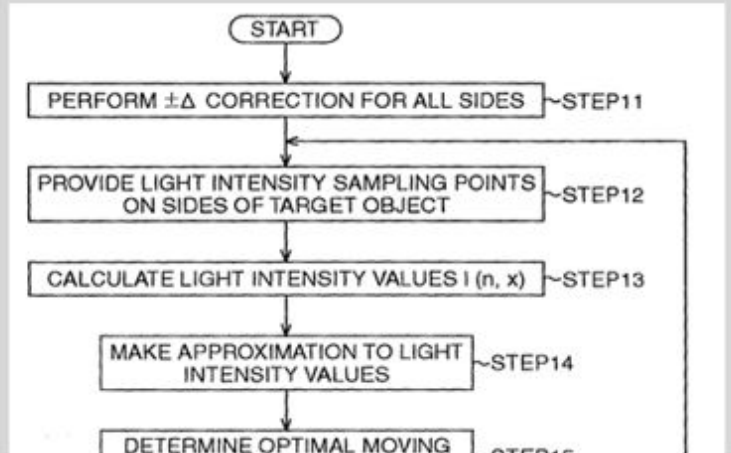 START
PERFORM ±Δ CORRECTION FOR ALL SIDES ~STEP11
PROVIDE LIGHT INTENSITY SAMPLING POINTS
ON SIDES OF TARGET OBJECT ~STEP12
CALCULATE LIGHT INTENSITY VALUES I (n, x) ~STEP13
MAKE APPROXIMATION TO LIGHT
INTENSITY VALUES ~STEP14
DETERMINE OPTIMAL MOVING